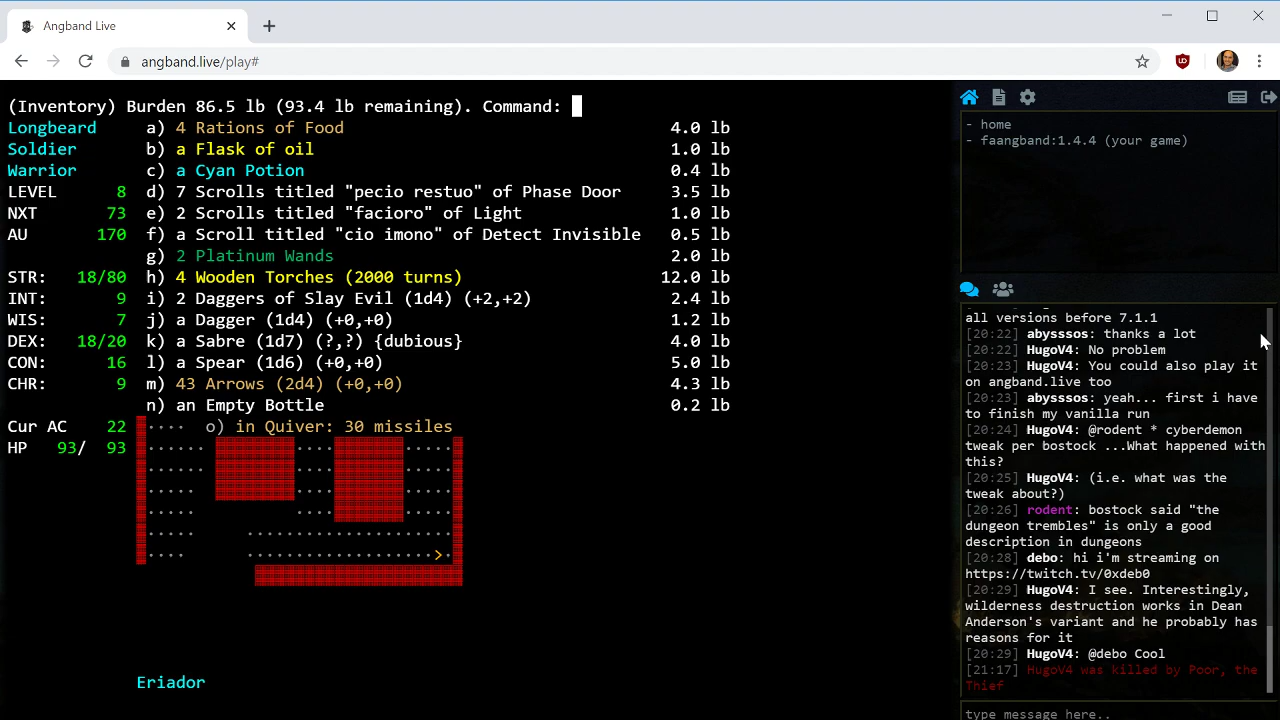 Angband Live
angband.live/play#
(Inventory) Burden 86.5 lb (93.4 lb remaining). Command:
Longbeard a) 4 Rations of Food 4.0 lb
Soldier b) a Flask of oil 1.0 lb
Warrior c) a Cyan Potion 0.4 lb
LEVEL 8 d) 7 Scrolls titled "pecio restuo" of Phase Door 3.5 lb
NXT 73 e) 2 Scrolls titled "facioro" of Light 1.0 lb
AU 170 f) a Scroll titled "cio imono" of Detect Invisible 0.5 lb
g) 2 Platinum Wands 2.0 lb
STR: 18/80 h) 4 Wooden Torches (2000 turns) 12.0 lb
INT: 9 i) 2 Daggers of Slay Evil (1d4) (+2,+2) 2.4 lb
WIS: 7 j) a Dagger (1d4) (+0,+0) 1.2 lb
DEX: 18/20 k) a Sabre (1d7) (?,?) {dubious} 4.0 lb
CON: 16 l) a Spear (1d6) (+0,+0) 5.0 lb
CHR: 9 m) 43 Arrows (2d4) (+0,+0) 4.3 lb
n) an Empty Bottle 0.2 lb
Cur AC 22 o) in Quiver: 30 missiles
HP 93/ 93
>
Eriador
- home
- faangband:1.4.4 (your game)
all versions before 7.1.1
[20:22] abysssos: thanks a lot
[20:22] HugoV4: No problem
[20:23] HugoV4: You could also play it
on angband.live too
[20:23] abysssos: yeah... first i have
to finish my vanilla run
[20:24] HugoV4: @rodent * cyberdemon
tweak per bostock ...What happened with
this?
[20:25] HugoV4: (i.e. what was the
tweak about?)
[20:26] rodent: bostock said "the
dungeon trembles" is only a good
description in dungeons
[20:28] debo: hi i'm streaming on
https://twitch.tv/0xdeb0
[20:29] HugoV4: I see. Interestingly,
wilderness destruction works in Dean
Anderson's variant and he probably has
reasons for it
[20:29] HugoV4: @debo Cool
[21:17] HugoV4 was killed by Poor, the
Thief
type message here..